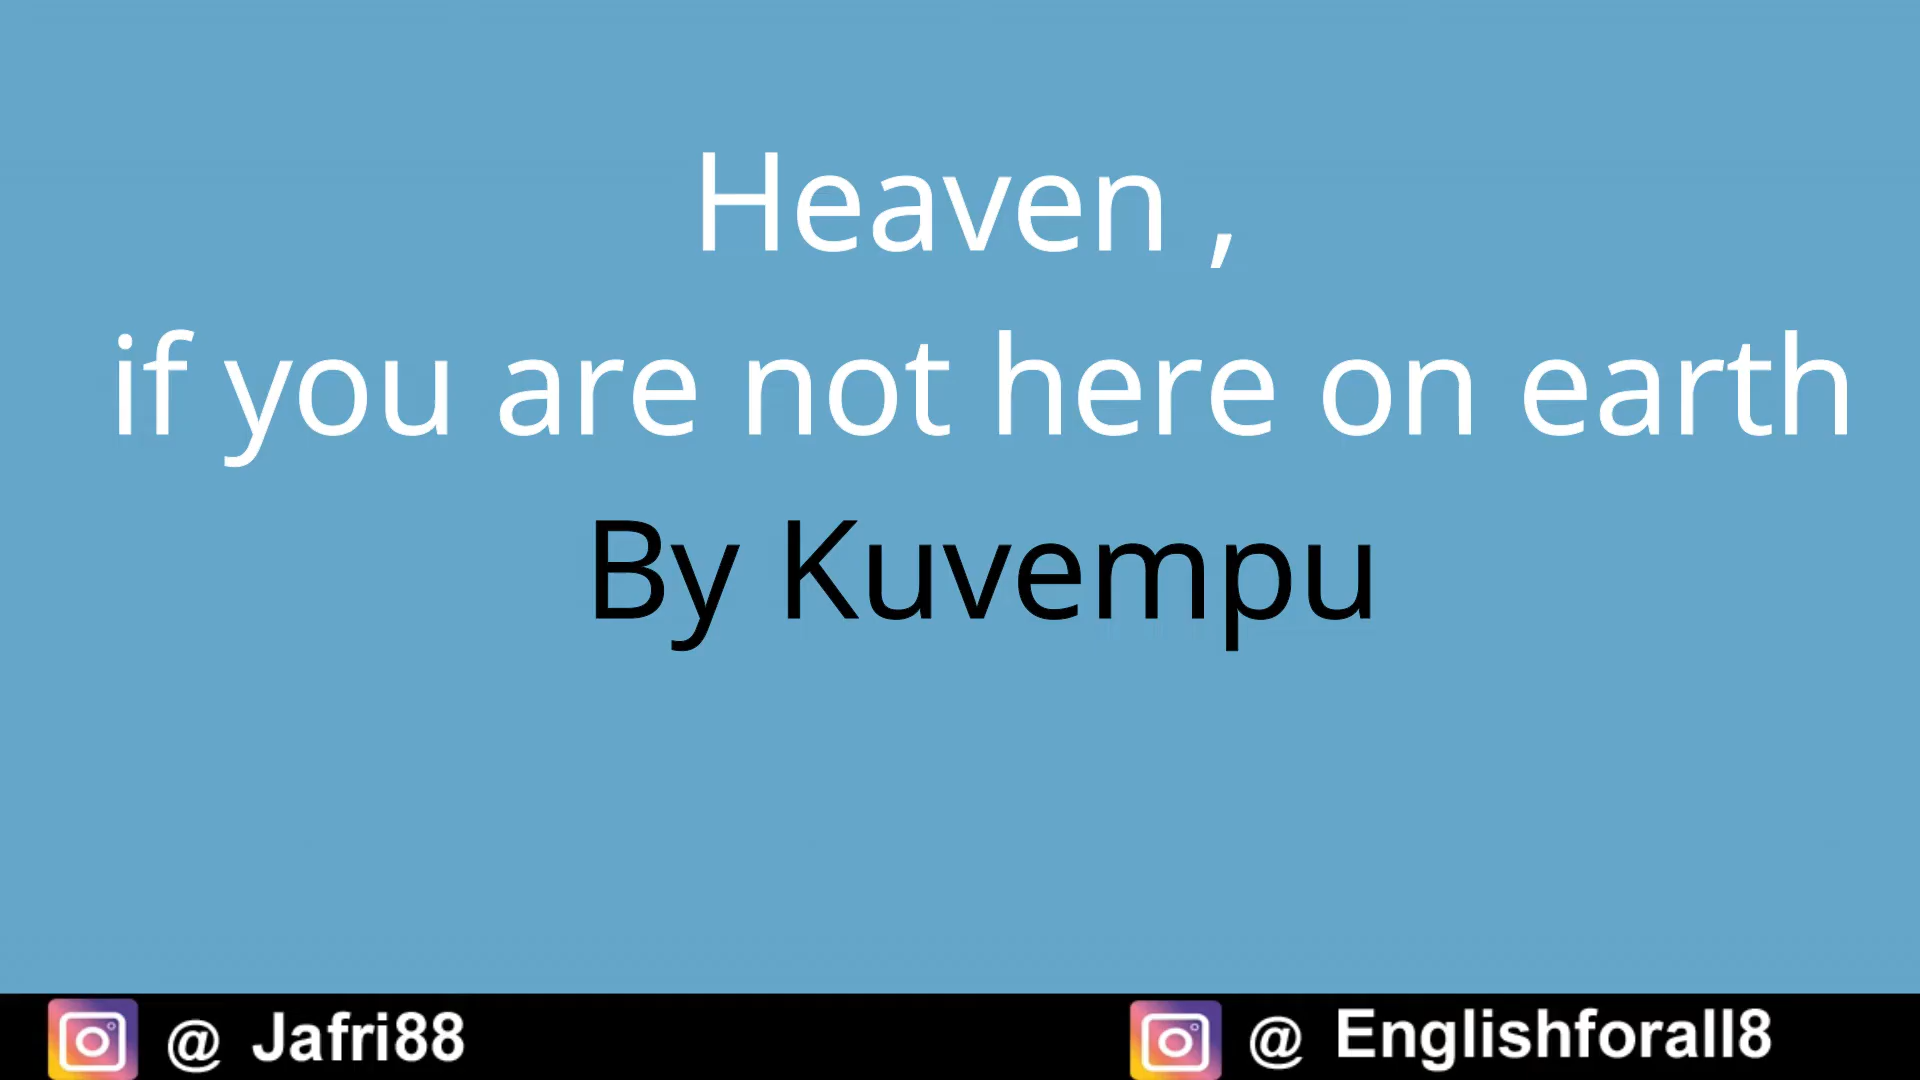 Heaven ,
if you are not here on earth
By Kuvempu
@ Jafri88
@ Englishforall8